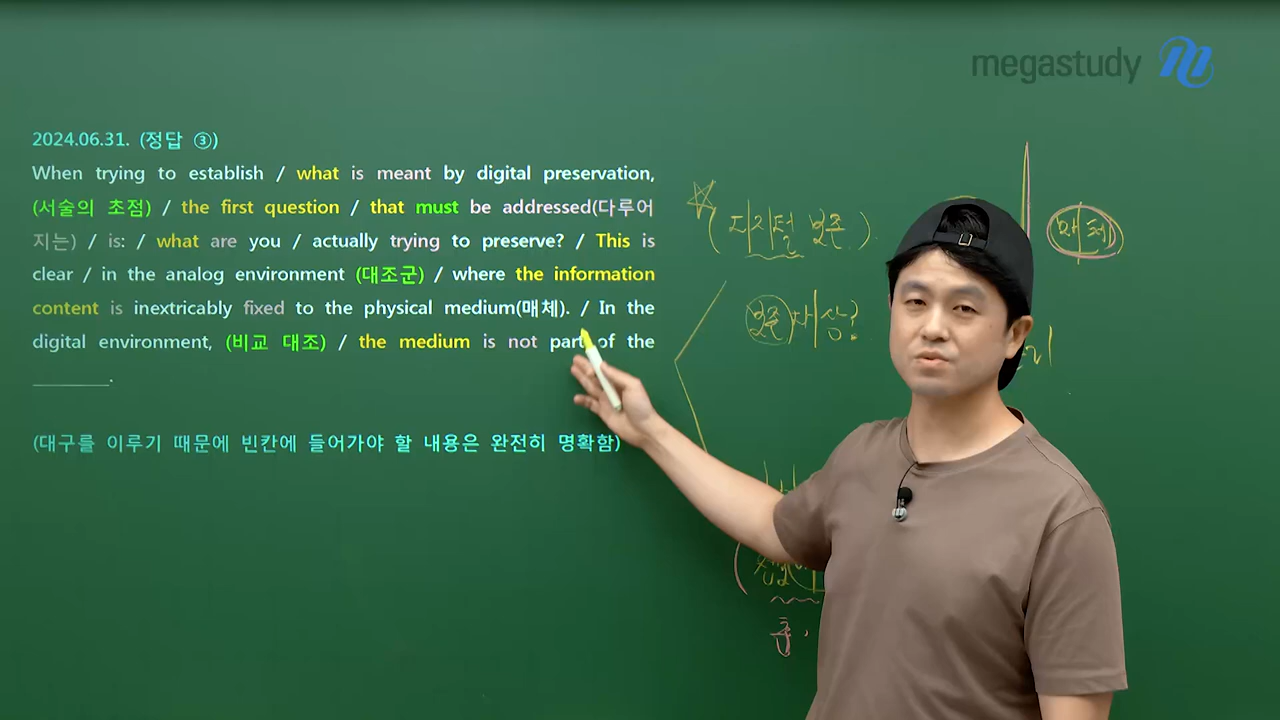 megastudy
2024.06.31. (정답 ③)
When trying to establish / what is meant by digital preservation,
(서술의 초점) / the first question / that must be addressed(다루어
지는) / is: / what are you / actually trying to preserve? / This is
clear / in the analog environment (대조군) / where the information
content is inextricably fixed to the physical medium(매체). / In the
digital environment, (비교 대조) / the medium is not part of the
(대구를 이루기 때문에 빈칸에 들어가야 할 내용은 완전히 명확함)
(디지털 보존)
매체
보존대상?